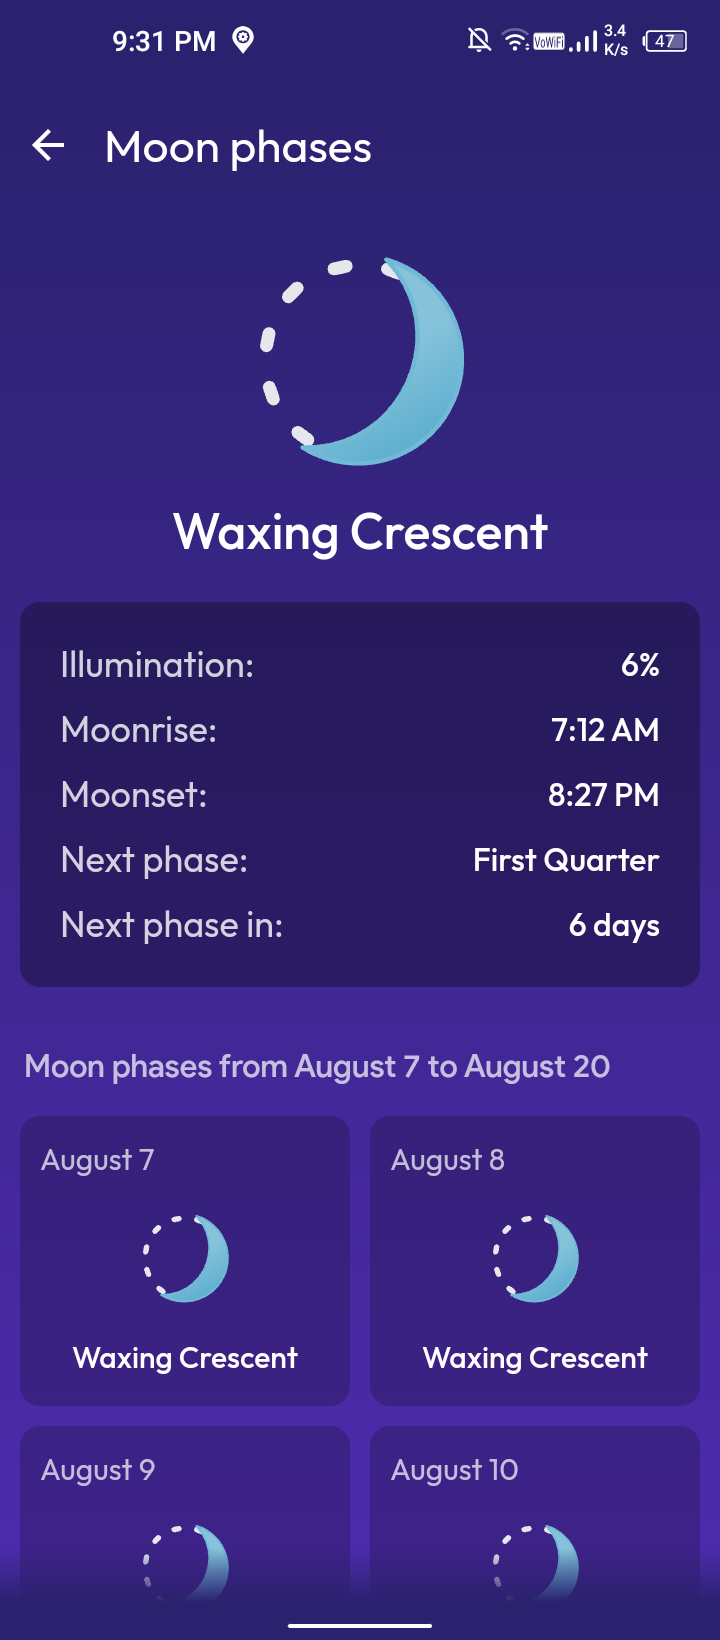 9:31 PM VoWiFi 3.4 K/s 47
Moon phases
Waxing Crescent
Illumination: 6%
Moonrise: 7:12 AM
Moonset: 8:27 PM
Next phase: First Quarter
Next phase in: 6 days
Moon phases from August 7 to August 20
August 7 August 8
Waxing Crescent Waxing Crescent
August 9 August 10